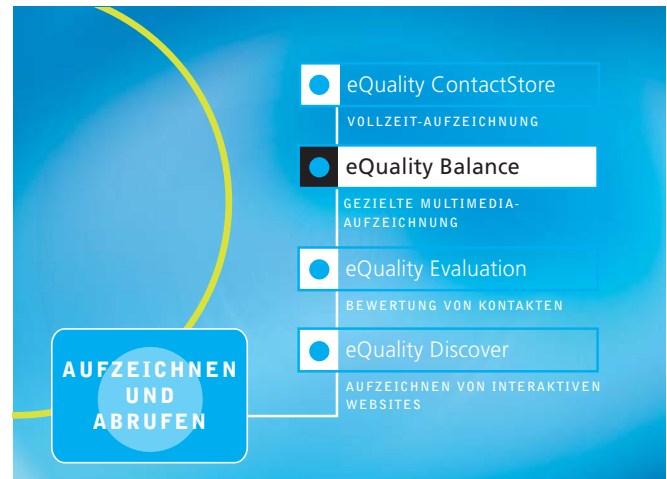 eQuality ContactStore
VOLLZEIT-AUFZEICHNUNG
eQuality Balance
GEZIELTE MULTIMEDIA-
AUFZEICHNUNG
eQuality Evaluation
BEWERTUNG VON KONTAKTEN
eQuality Discover
AUFZEICHNEN VON INTERAKTIVEN
WEBSITES
AUFZEICHNEN
UND
ABRUFEN